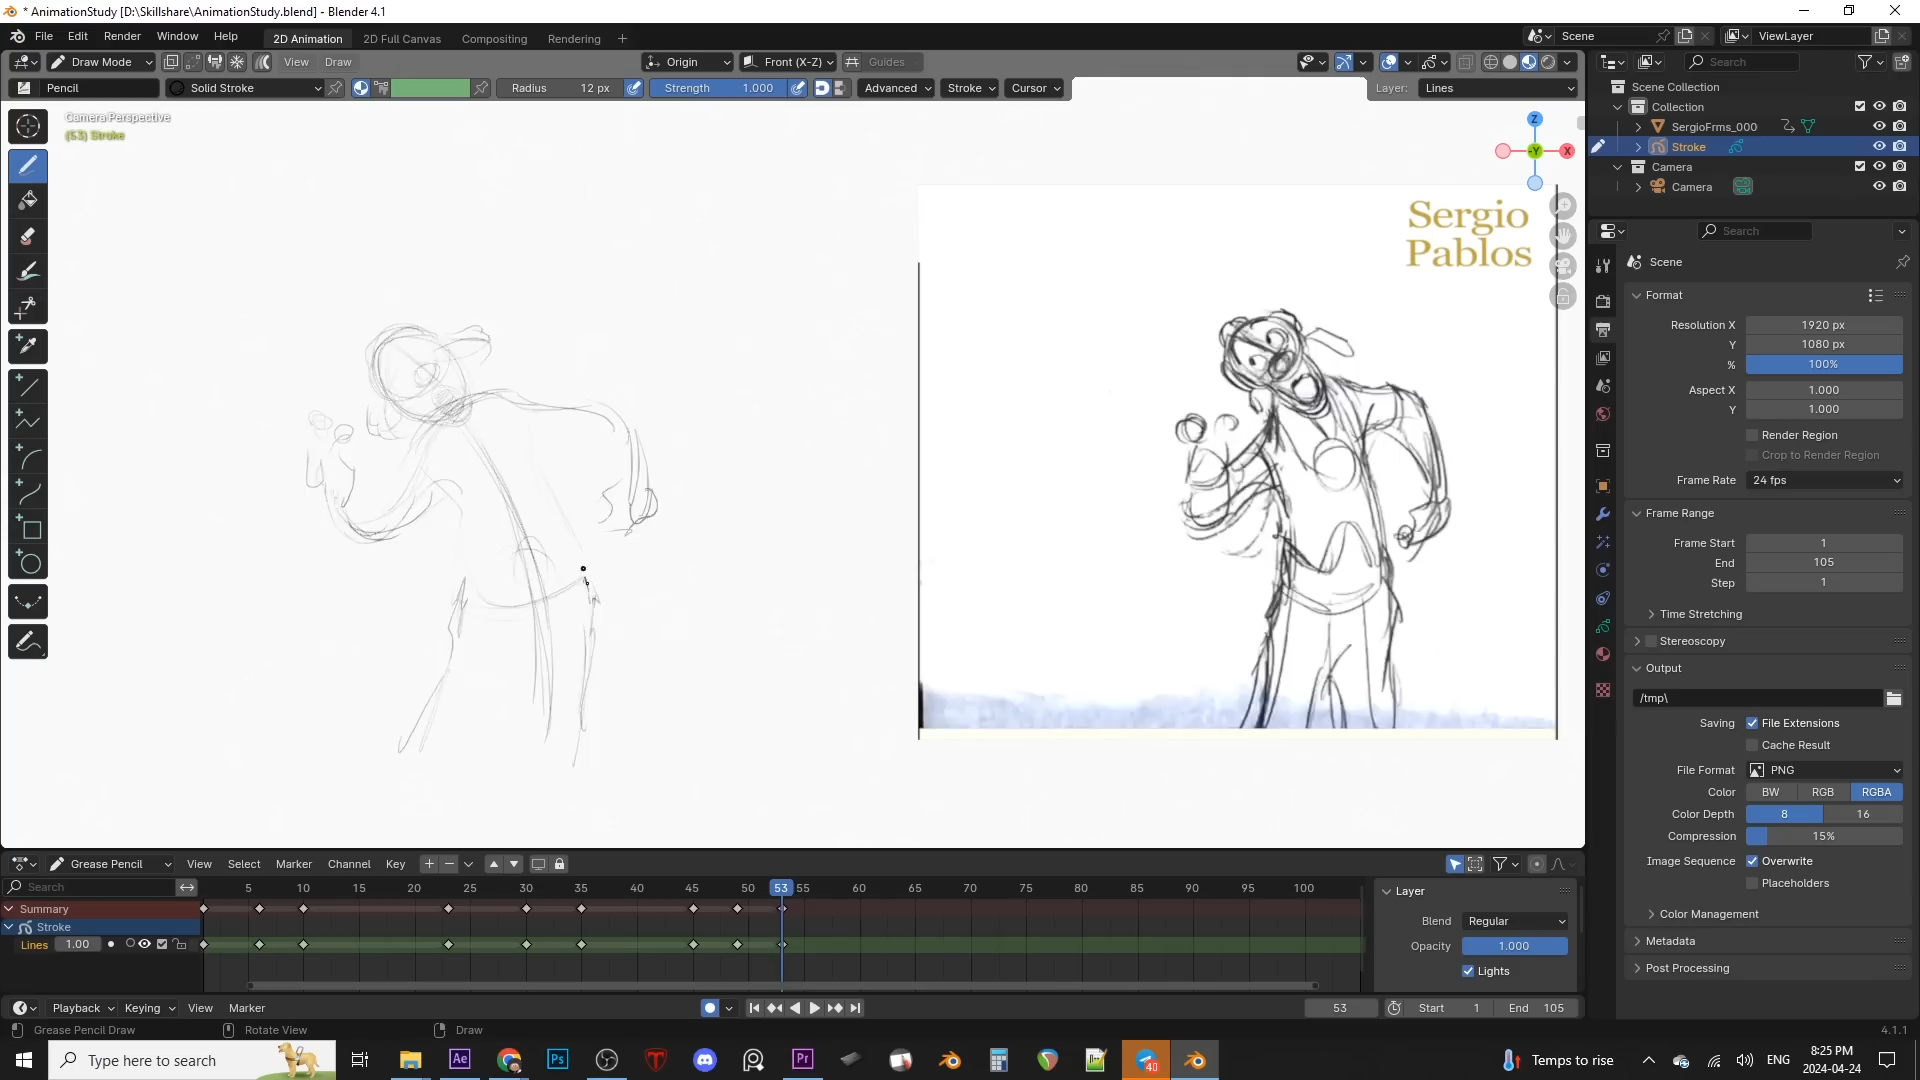 * AnimationStudy [D:\Skillshare\AnimationStudy.blend] - Blender 4.1
File Edit Render Window Help 2D Animation 2D Full Canvas Compositing Rendering Scene ViewLayer
Draw Mode View Draw Origin Front (X-Z) Guides Search
Pencil Solid Stroke Radius 12 px Strength 1.000 Advanced Stroke Cursor Layer: Lines
Scene Collection
Collection
SergioFrms_000
Stroke
Camera
Camera
Camera Perspective
(53) Stroke
Z
-Y
X
Sergio
Pablos
Search
Scene
Format
Resolution X 1920 px
Y 1080 px
% 100%
Aspect X 1.000
Y 1.000
Render Region
Crop to Render Region
Frame Rate 24 fps
Frame Range
Frame Start 1
End 105
Step 1
Time Stretching
Stereoscopy
Output
/tmp\
Saving File Extensions
Cache Result
File Format PNG
Color BW RGB RGBA
Color Depth 8 16
Compression 15%
Image Sequence Overwrite
Placeholders
Color Management
Metadata
Post Processing
Grease Pencil View Select Marker Channel Key
Search 5 10 15 20 25 30 35 40 45 50 53 55 60 65 70 75 80 85 90 95 100
Summary
Stroke
Lines 1.00
Layer
Blend Regular
Opacity 1.000
Lights
Playback Keying View Marker 53 Start 1 End 105
Grease Pencil Draw Rotate View Draw 4.1.1
Type here to search Ae Ps Pr 40 Temps to rise ENG 8:25 PM
2024-04-24